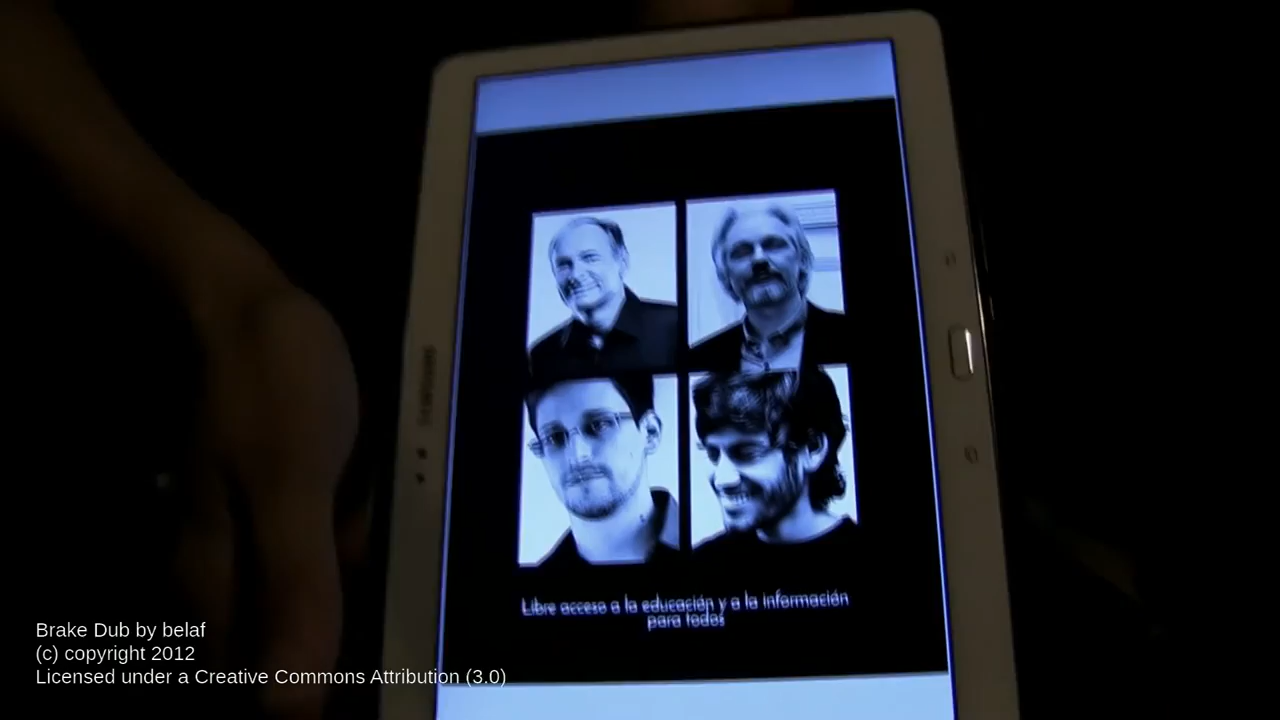 SAMSUNG
Libre acceso a la educación y a la información
para todos
Brake Dub by belaf
(c) copyright 2012
Licensed under a Creative Commons Attribution (3.0)